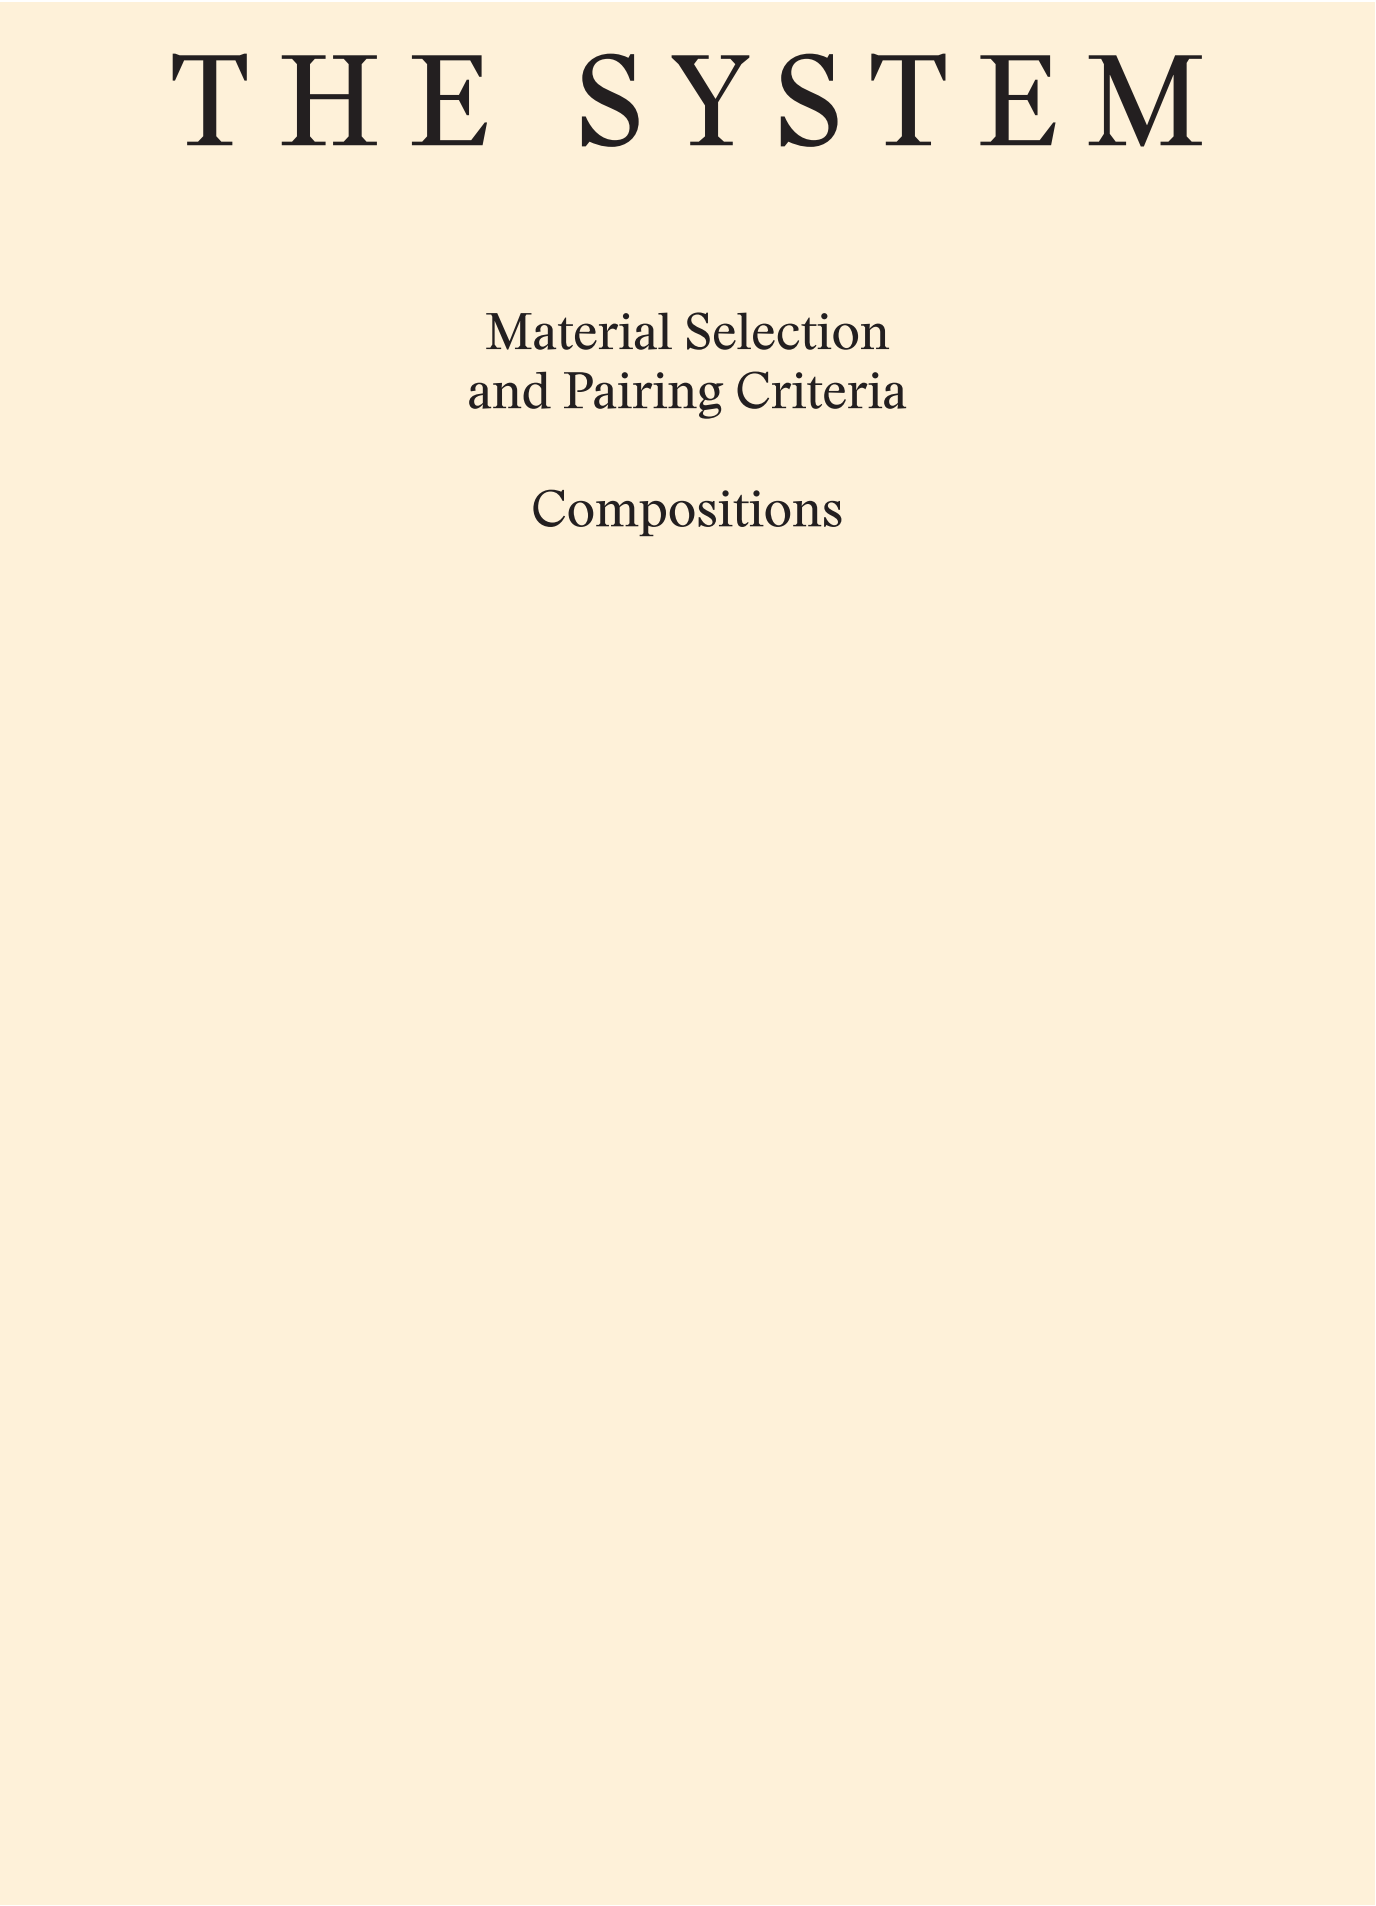 THE SYSTEM
Material Selection
and Pairing Criteria
Compositions